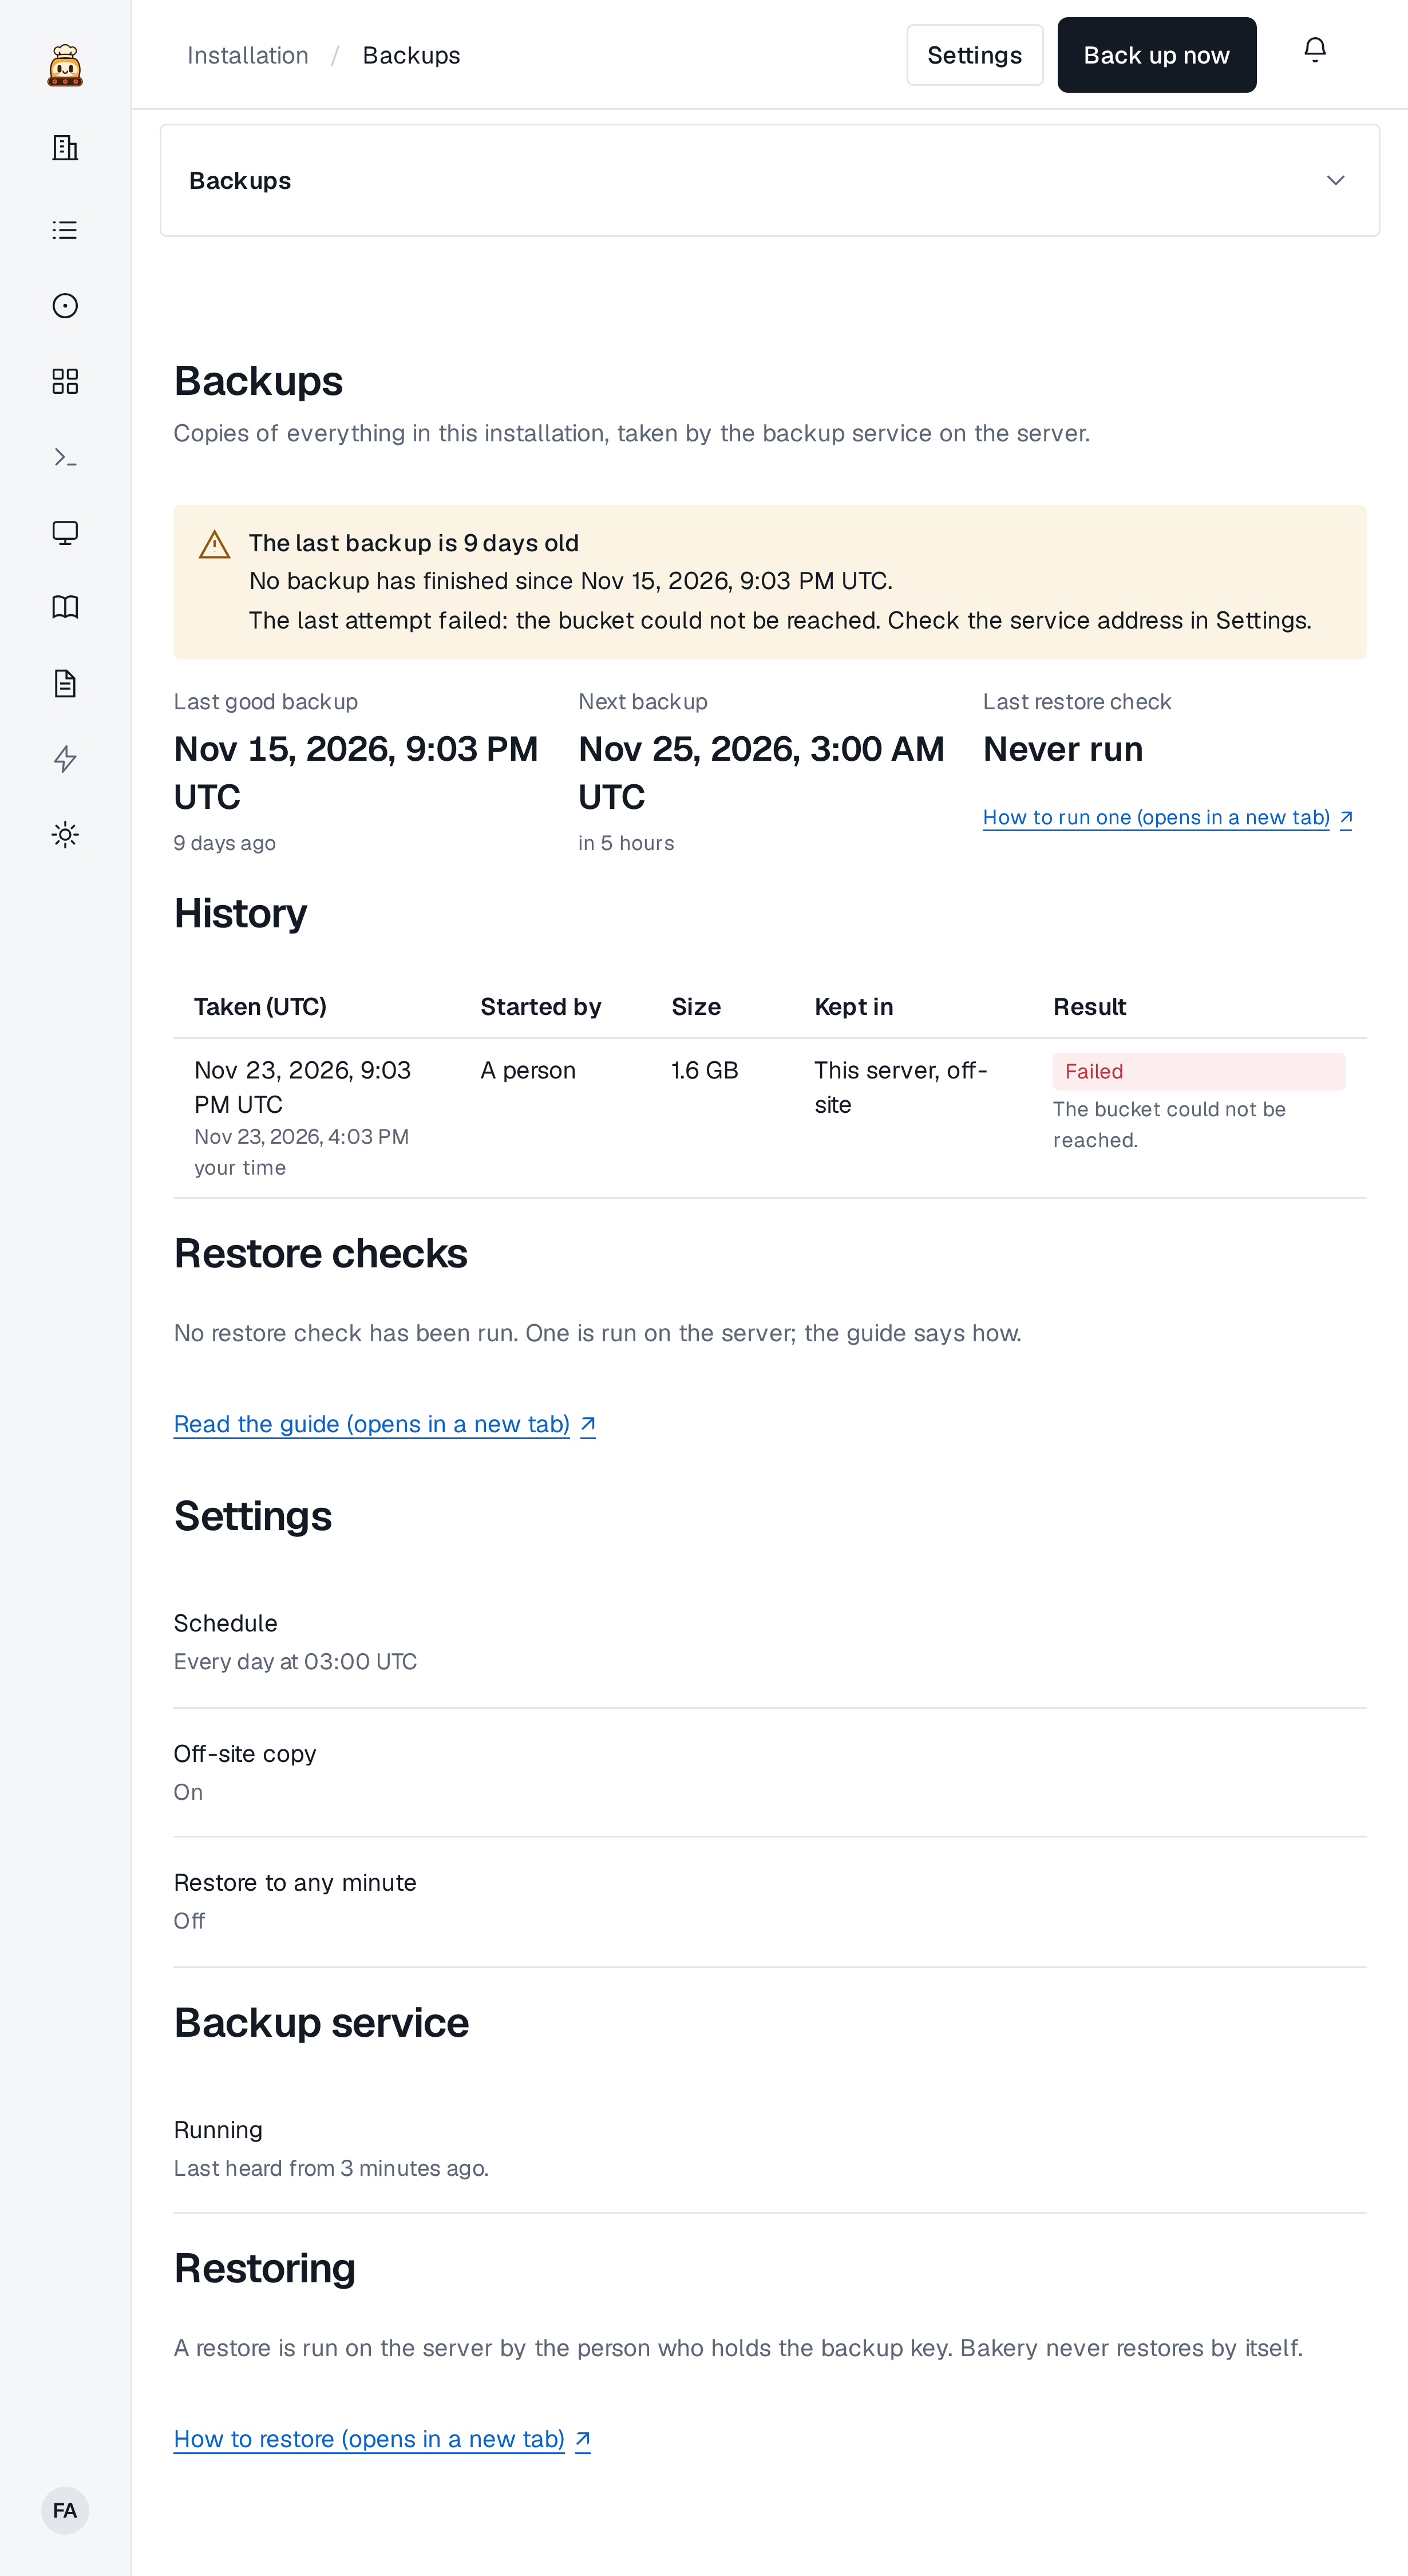 Installation / Backups
Settings
Back up now
Backups
Backups
Copies of everything in this installation, taken by the backup service on the server.
The last backup is 9 days old
No backup has finished since Nov 15, 2026, 9:03 PM UTC.
The last attempt failed: the bucket could not be reached. Check the service address in Settings.
Last good backup
Nov 15, 2026, 9:03 PM
UTC
9 days ago
Next backup
Nov 25, 2026, 3:00 AM
UTC
in 5 hours
Last restore check
Never run
How to run one (opens in a new tab)
History
Taken (UTC) Started by Size Kept in Result
Nov 23, 2026, 9:03
PM UTC
Nov 23, 2026, 4:03 PM
your time
A person
1.6 GB
This server, off-
site
Failed
The bucket could not be
reached.
Restore checks
No restore check has been run. One is run on the server; the guide says how.
Read the guide (opens in a new tab)
Settings
Schedule
Every day at 03:00 UTC
Off-site copy
On
Restore to any minute
Off
Backup service
Running
Last heard from 3 minutes ago.
Restoring
A restore is run on the server by the person who holds the backup key. Bakery never restores by itself.
How to restore (opens in a new tab)
FA